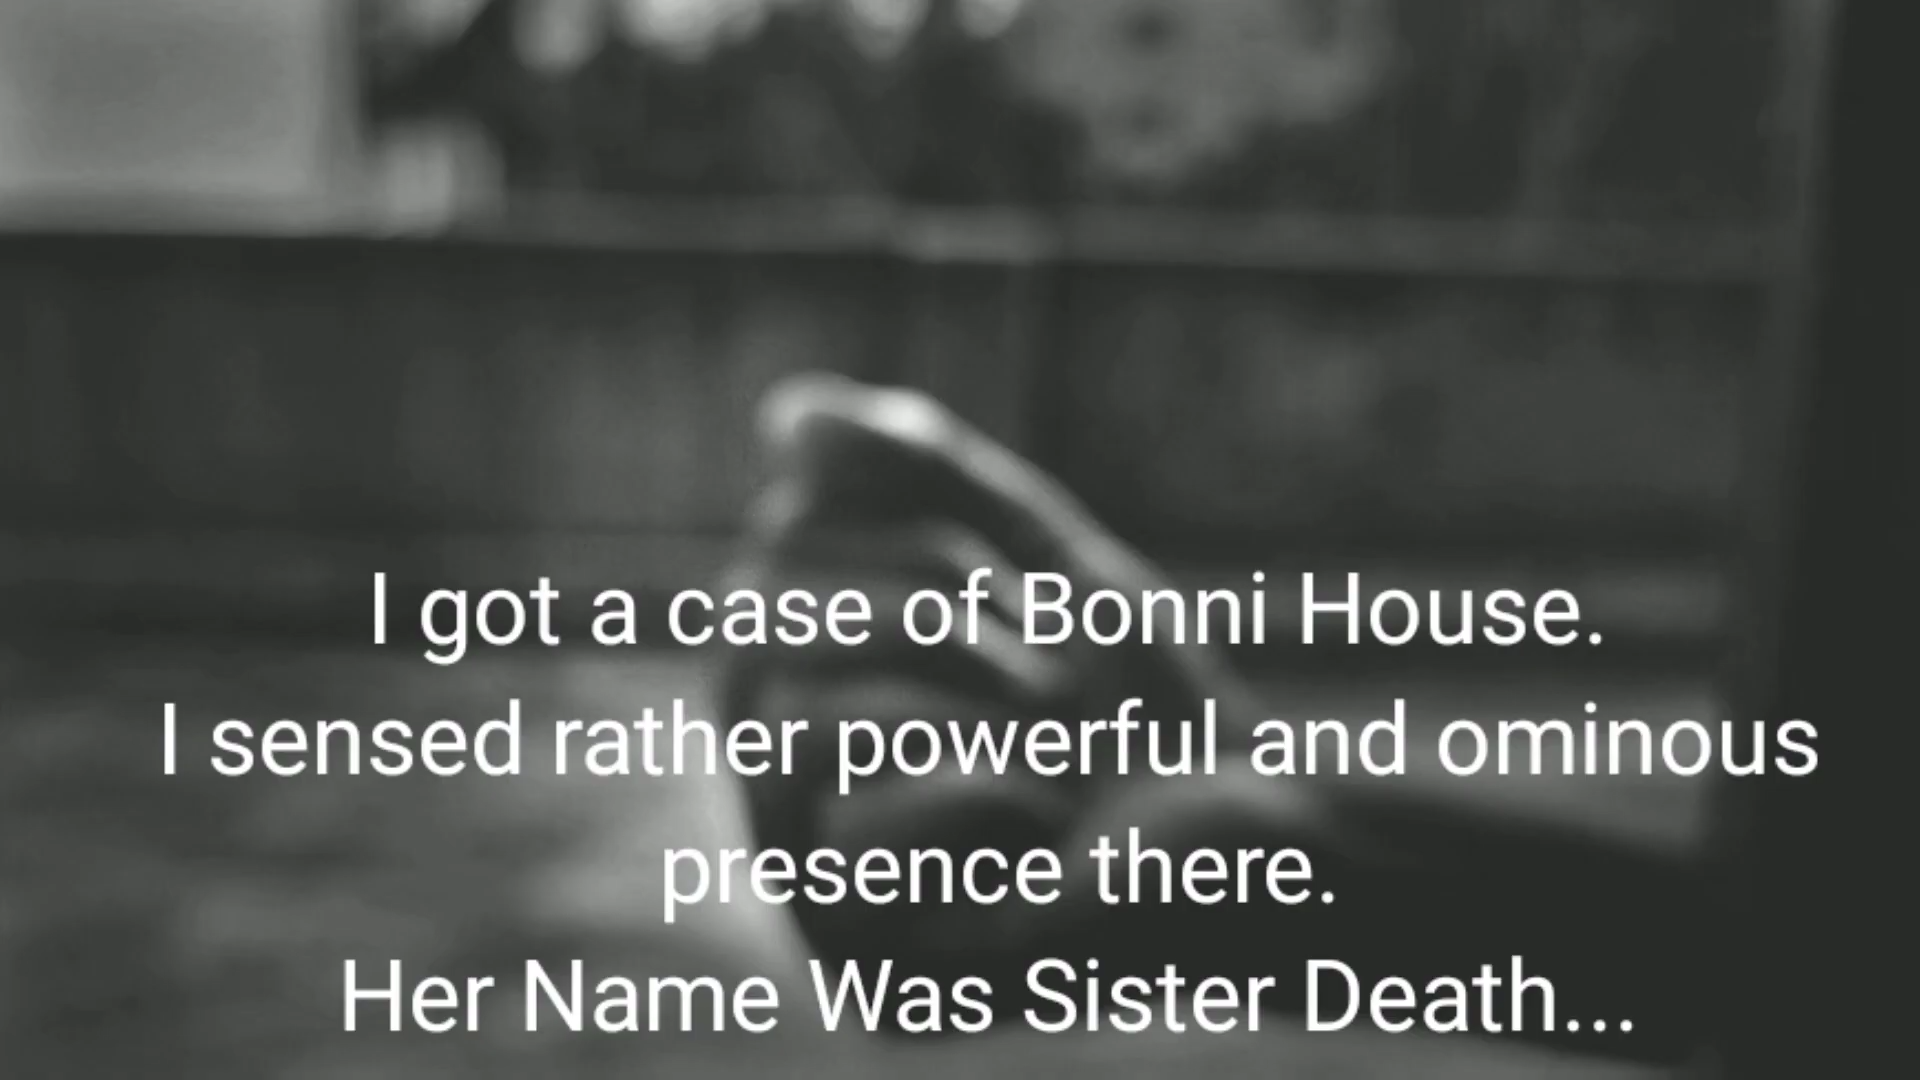 I got a case of Bonni House.
I sensed rather powerful and ominous
presence there.
Her Name Was Sister Death...